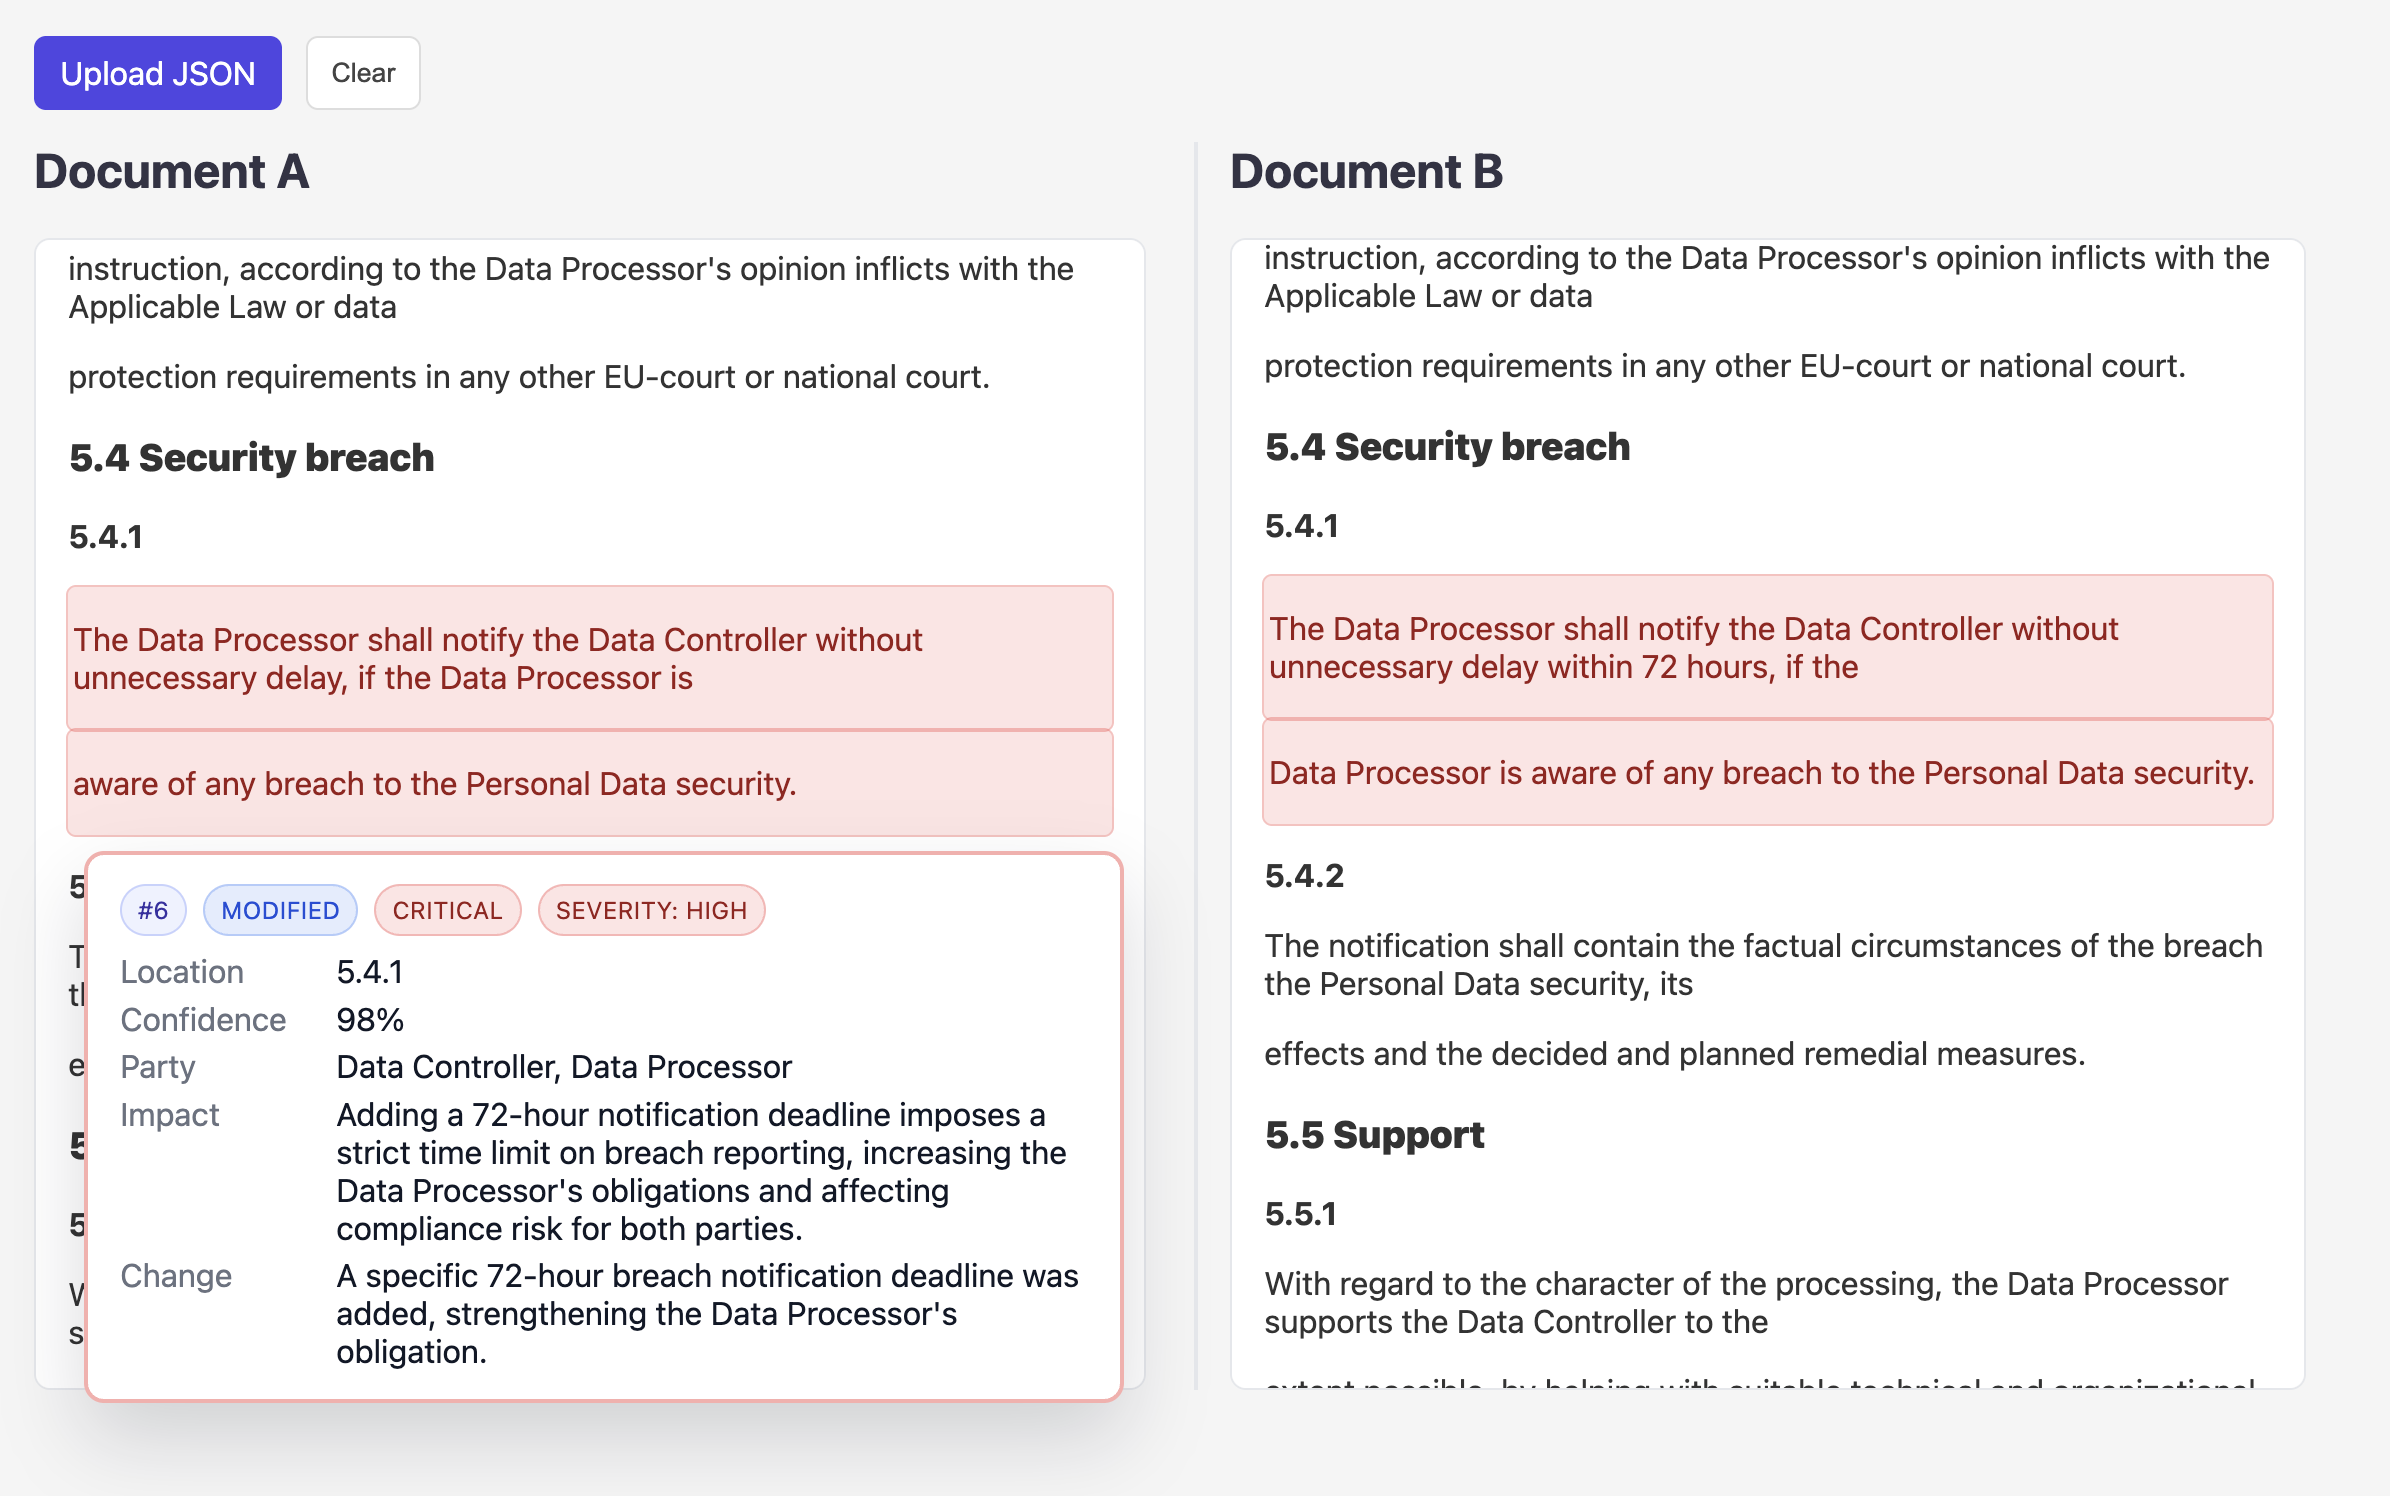 Upload JSON
Clear
Document A
instruction, according to the Data Processor's opinion inflicts with the
Applicable Law or data
protection requirements in any other EU-court or national court.
5.4 Security breach
5.4.1
The Data Processor shall notify the Data Controller without
unnecessary delay, if the Data Processor is
aware of any breach to the Personal Data security.
#6
MODIFIED
CRITICAL
SEVERITY: HIGH
Location 5.4.1
Confidence 98%
Party Data Controller, Data Processor
Impact Adding a 72-hour notification deadline imposes a
strict time limit on breach reporting, increasing the
Data Processor's obligations and affecting
compliance risk for both parties.
Change A specific 72-hour breach notification deadline was
added, strengthening the Data Processor's
obligation.
Document B
instruction, according to the Data Processor's opinion inflicts with the
Applicable Law or data
protection requirements in any other EU-court or national court.
5.4 Security breach
5.4.1
The Data Processor shall notify the Data Controller without
unnecessary delay within 72 hours, if the
Data Processor is aware of any breach to the Personal Data security.
5.4.2
The notification shall contain the factual circumstances of the breach
the Personal Data security, its
effects and the decided and planned remedial measures.
5.5 Support
5.5.1
With regard to the character of the processing, the Data Processor
supports the Data Controller to the
extent possible, by helping with suitable technical and organizational